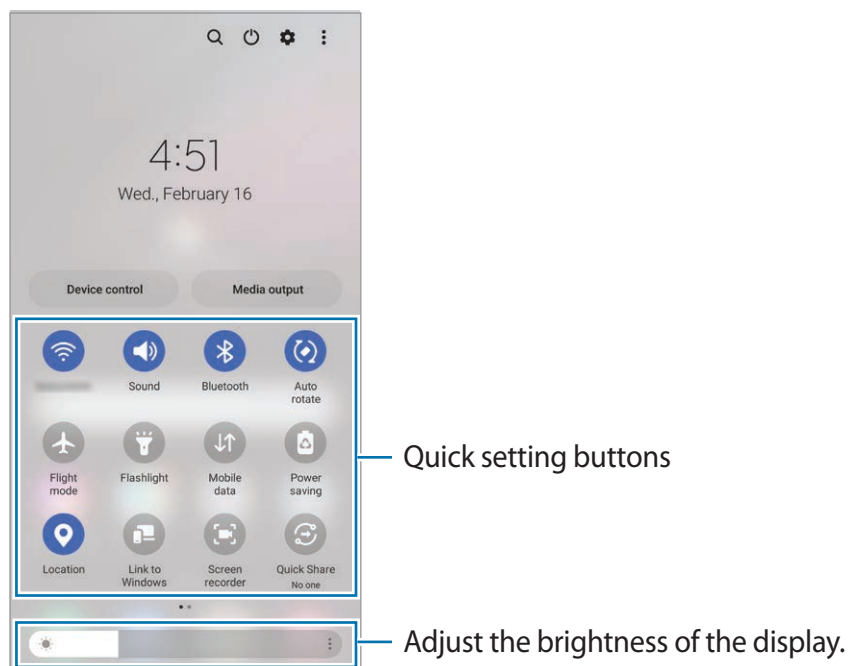 4:51
Wed., February 16
Device control Media output
Sound Bluetooth Auto
rotate
Flight
mode
Flashlight
Mobile
data
Power
saving
Quick setting buttons
Location
Link to
Windows
Screen
recorder
Quick Share
No one
Adjust the brightness of the display.